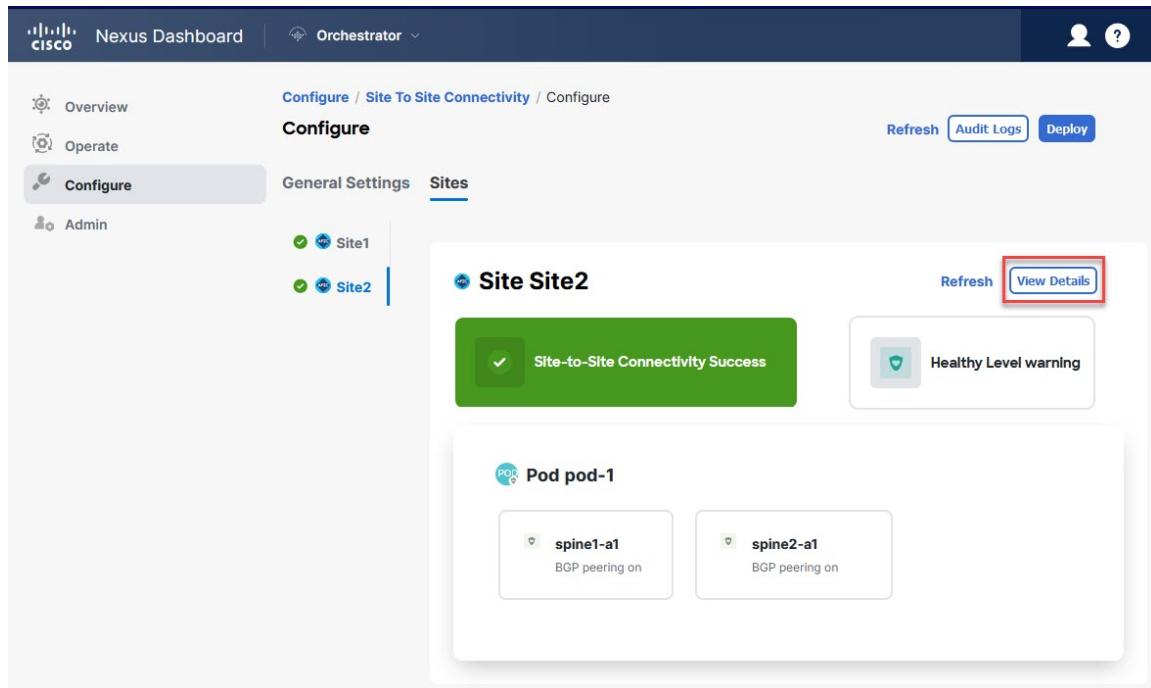 CISCO Nexus Dashboard Orchestrator ?
Overview
Operate
Configure
Admin
Configure / Site To Site Connectivity / Configure
Configure
Refresh Audit Logs Deploy
General Settings Sites
Site1
Site2
Site Site2
Refresh View Details
Site-to-Site Connectivity Success
Healthy Level warning
POD Pod pod-1
spine1-a1
BGP peering on
spine2-a1
BGP peering on